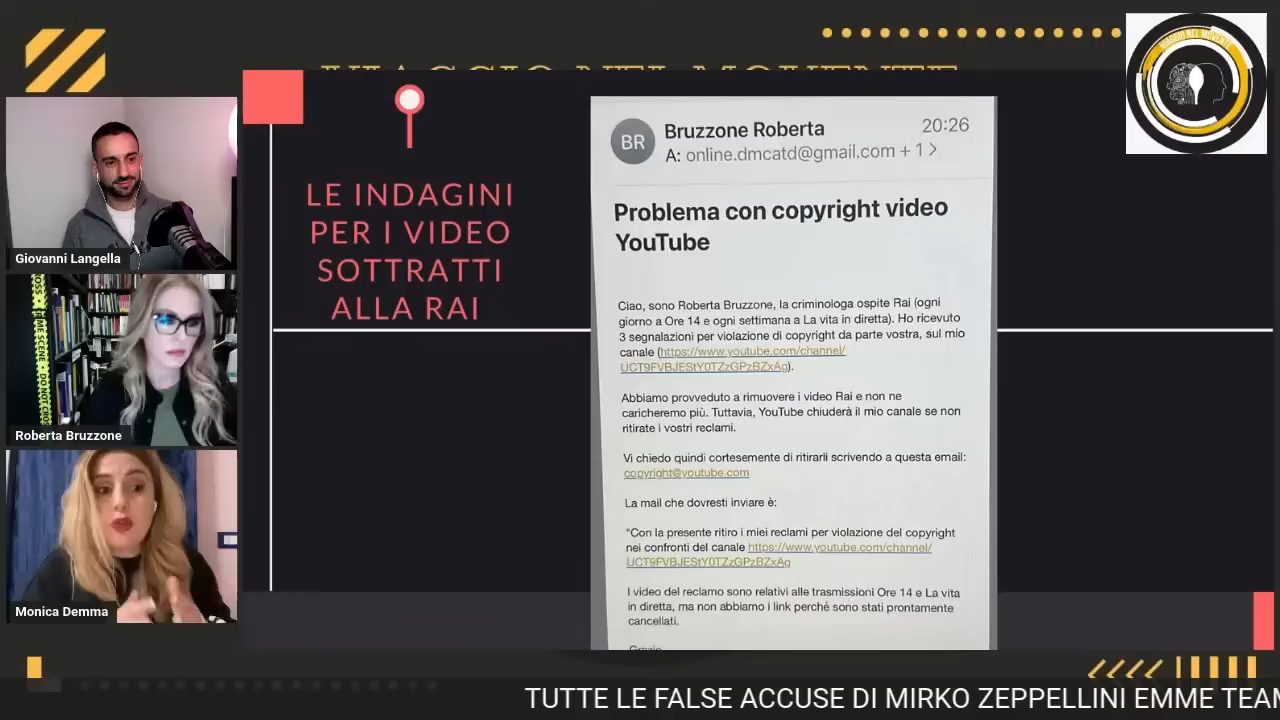 VIAGGIO NEL MOVENTE
VIAGGIO NEL MOVENTE
Giovanni Langella
Roberta Bruzzone
Monica Demma
LE INDAGINI
PER I VIDEO
SOTTRATTI
ALLA RAI
BR
Bruzzone Roberta
20:26
A: online.dmcatd@gmail.com + 1 >
Problema con copyright video
YouTube
Ciao, sono Roberta Bruzzone, la criminologa ospite Rai (ogni
giorno a Ore 14 e ogni settimana a La vita in diretta). Ho ricevuto
3 segnalazioni per violazione di copyright da parte vostra, sul mio
canale (https://www.youtube.com/channel/
UCT9FVBJEStY0TZzGPzBZxAg).
Abbiamo provveduto a rimuovere i video Rai e non ne
caricheremo più. Tuttavia, YouTube chiuderà il mio canale se non
ritirate i vostri reclami.
Vi chiedo quindi cortesemente di ritirarli scrivendo a questa email:
copyright@youtube.com
La mail che dovresti inviare è:
"Con la presente ritiro i miei reclami per violazione del copyright
nei confronti del canale https://www.youtube.com/channel/
UCT9FVBJEStY0TZzGPzBZxAg
I video del reclamo sono relativi alle trasmissioni Ore 14 e La vita
in diretta, ma non abbiamo i link perché sono stati prontamente
cancellati.
Grazie
TUTTE LE FALSE ACCUSE DI MIRKO ZEPPELLINI EMME TEAM